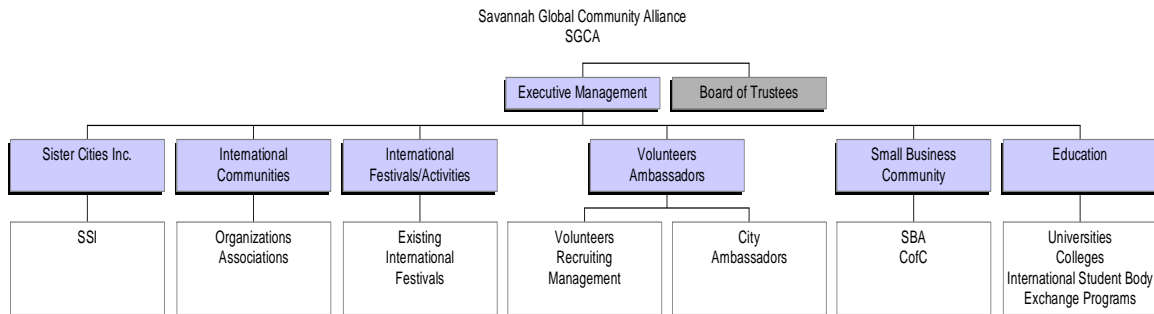 Savannah Global Community Alliance
SGCA
Executive Management
Board of Trustees
Sister Cities Inc.
International
Communities
International
Festivals/Activities
Volunteers
Ambassadors
Small Business
Community
Education
SSI
Organizations
Associations
Existing
International
Festivals
Volunteers
Recruiting
Management
City
Ambassadors
SBA
CofC
Universities
Colleges
International Student Body
Exchange Programs